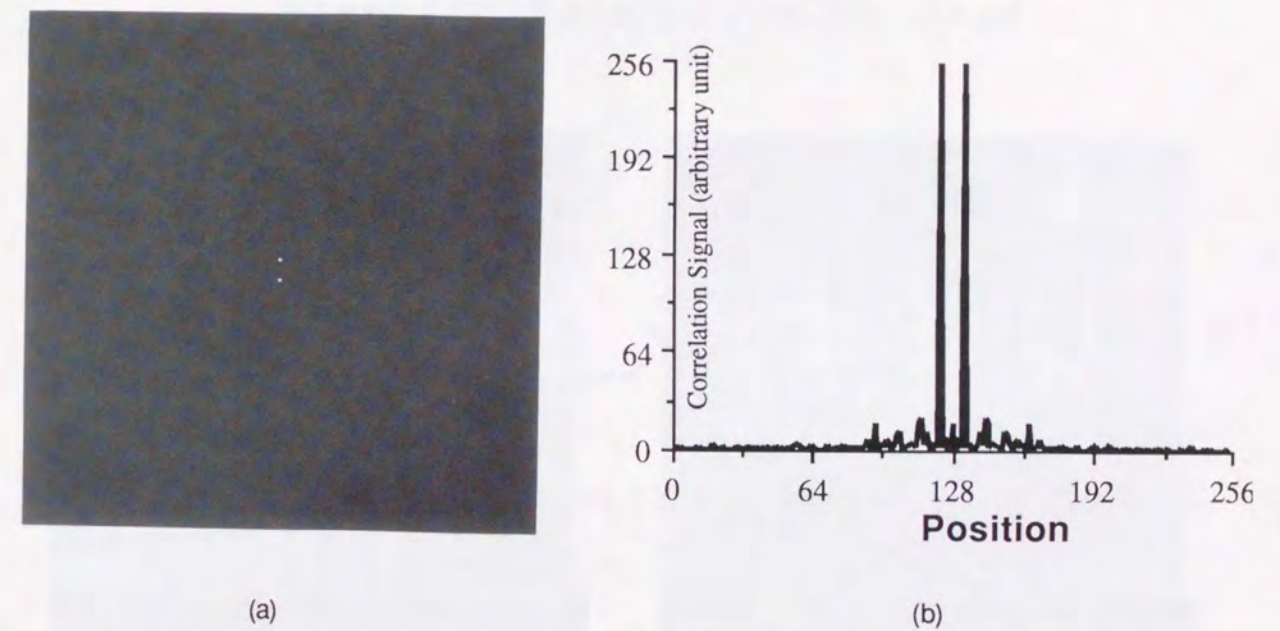 256
192
128
64
0
Correlation Signal (arbitrary unit)
0 64 128 192 256
Position
(a)
(b)